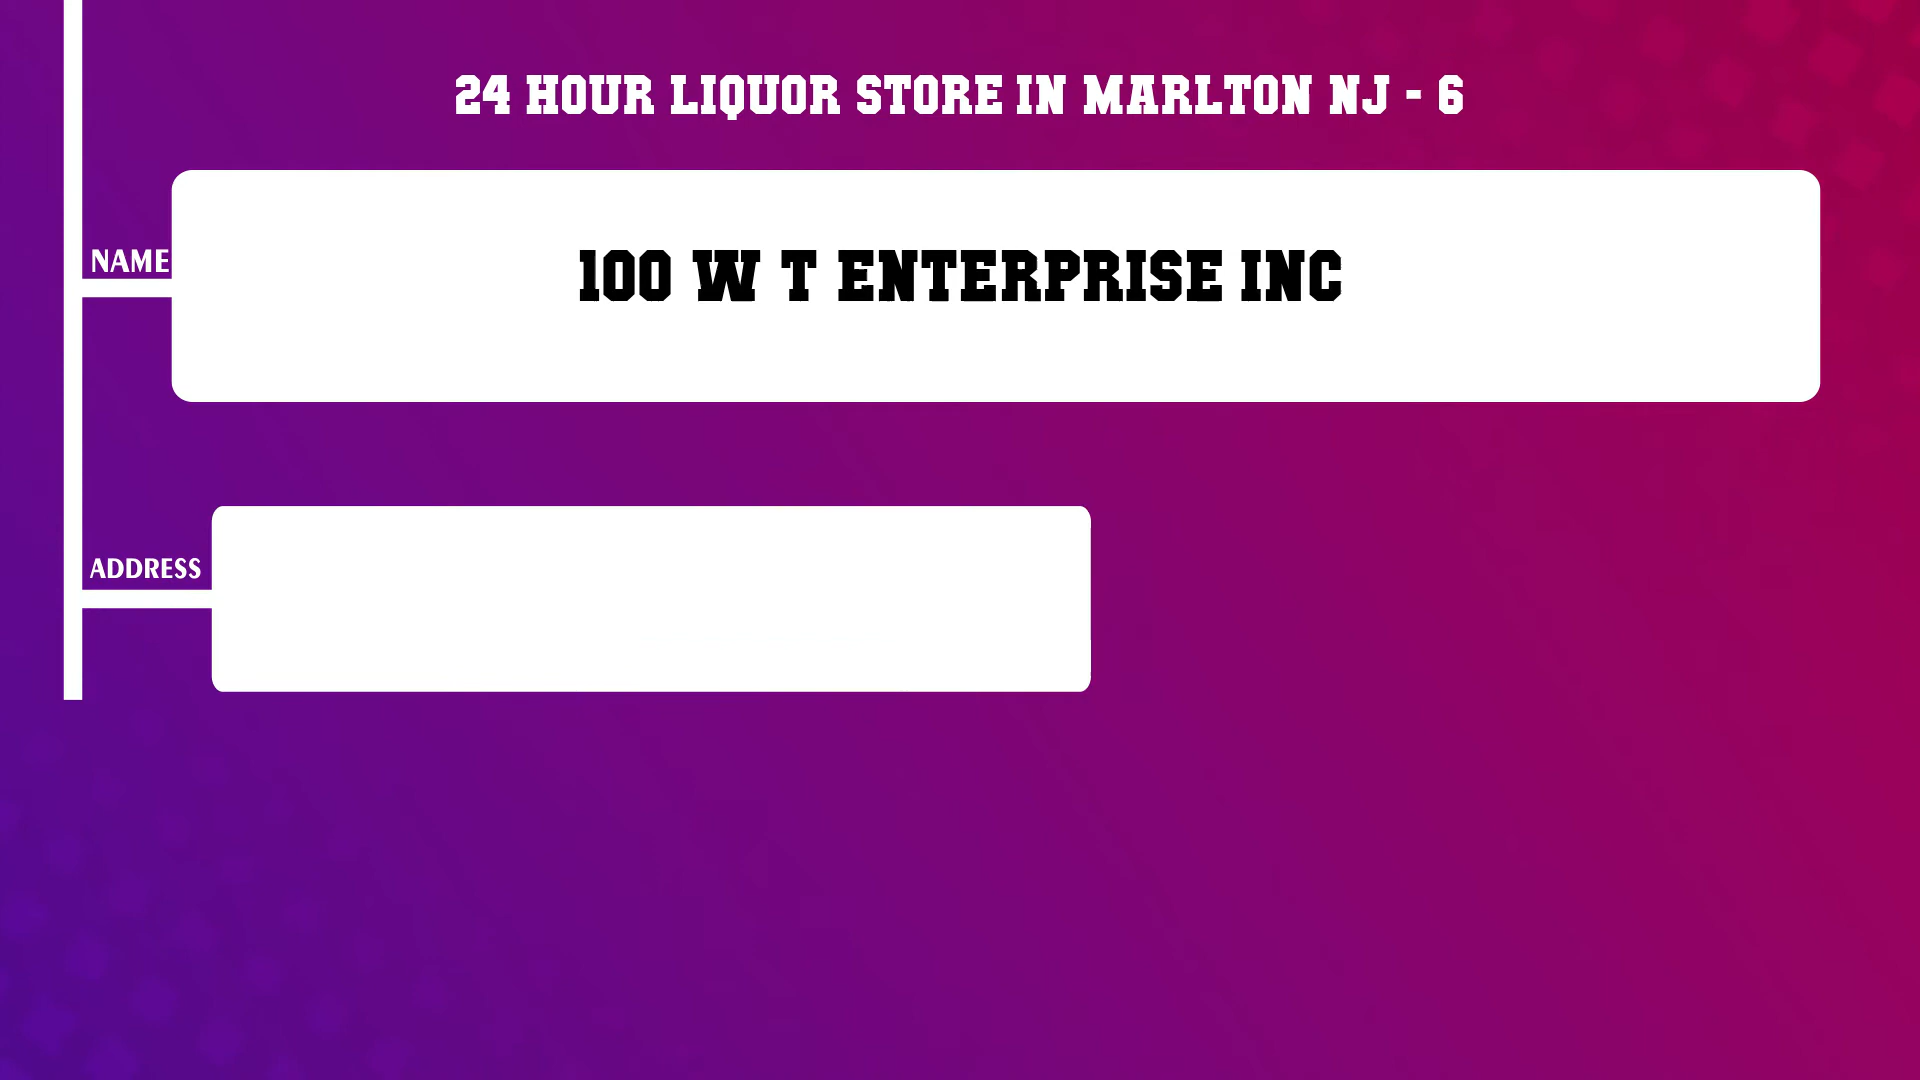 24 HOUR LIQUOR STORE IN MARLTON NJ - 6
NAME
100 W T ENTERPRISE INC
ADDRESS